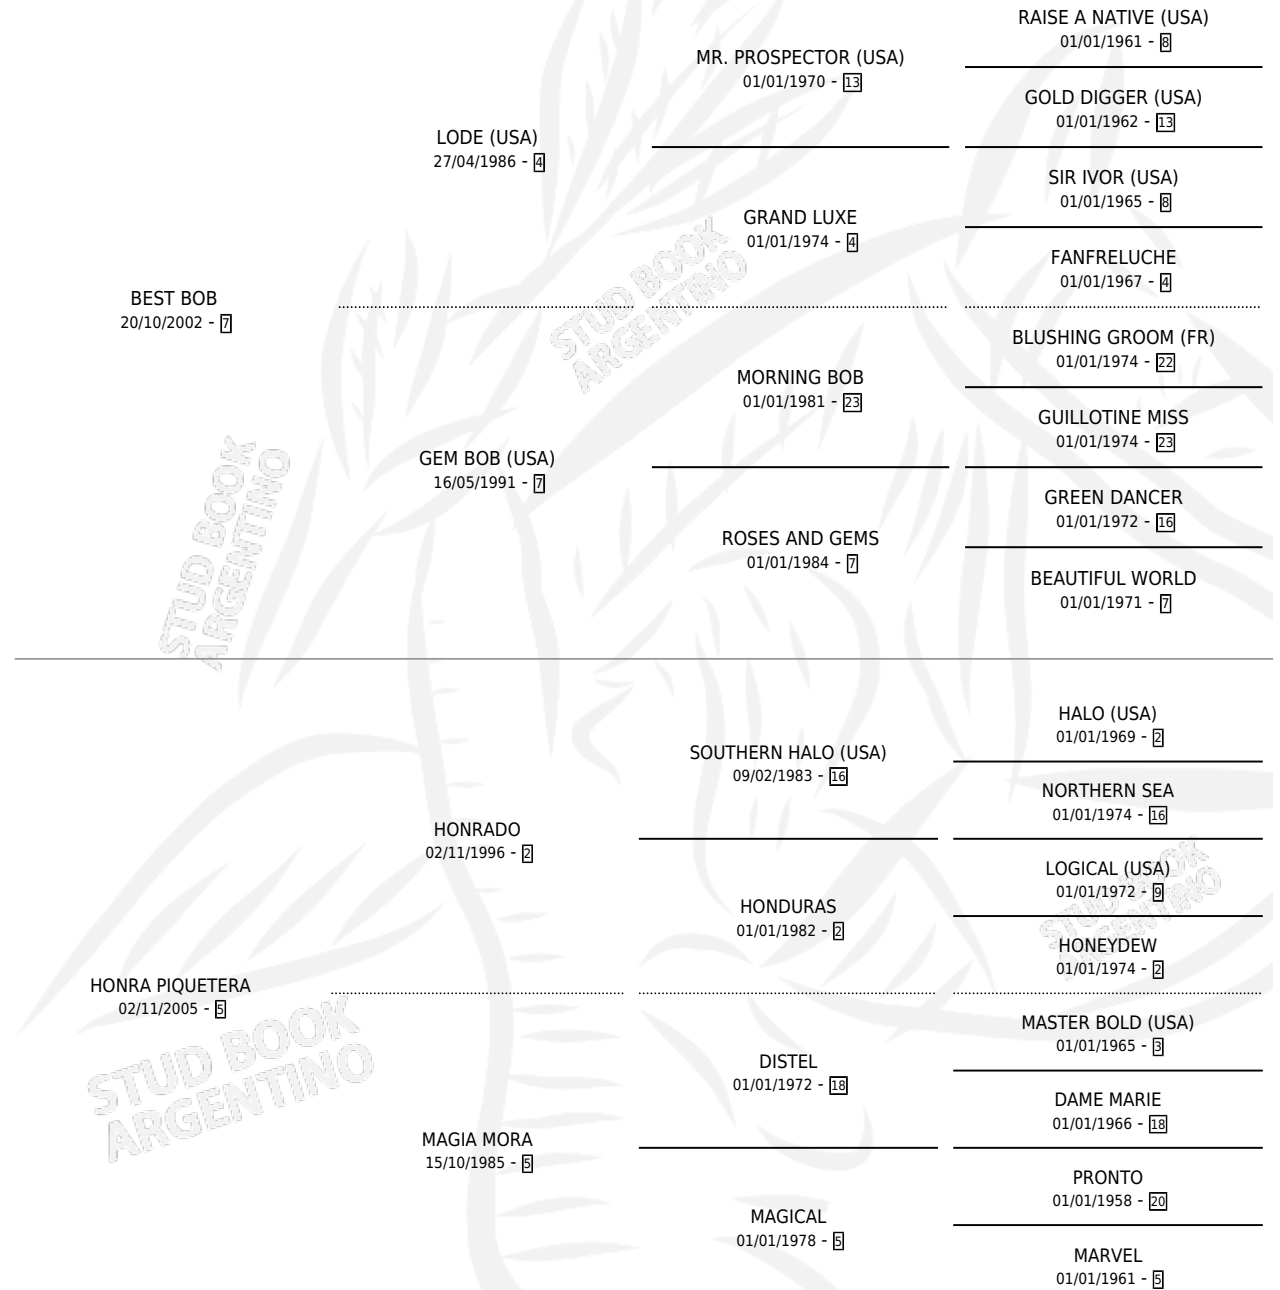 RAISE A NATIVE (USA)
01/01/1961 - 8
MR. PROSPECTOR (USA)
01/01/1970 - 13
GOLD DIGGER (USA)
01/01/1962 - 13
LODE (USA)
27/04/1986 - 4
SIR IVOR (USA)
01/01/1965 - 8
GRAND LUXE
01/01/1974 - 4
FANFRELUCHE
01/01/1967 - 4
BEST BOB
20/10/2002 - 7
BLUSHING GROOM (FR)
01/01/1974 - 22
MORNING BOB
01/01/1981 - 23
GUILLOTINE MISS
01/01/1974 - 23
GEM BOB (USA)
16/05/1991 - 7
GREEN DANCER
01/01/1972 - 16
ROSES AND GEMS
01/01/1984 - 7
BEAUTIFUL WORLD
01/01/1971 - 7
HALO (USA)
01/01/1969 - 2
SOUTHERN HALO (USA)
09/02/1983 - 16
NORTHERN SEA
01/01/1974 - 16
HONRADO
02/11/1996 - 2
LOGICAL (USA)
01/01/1972 - 9
HONDURAS
01/01/1982 - 2
HONEYDEW
01/01/1974 - 2
HONRA PIQUETERA
02/11/2005 - 5
MASTER BOLD (USA)
01/01/1965 - 3
DISTEL
01/01/1972 - 18
DAME MARIE
01/01/1966 - 18
MAGIA MORA
15/10/1985 - 5
PRONTO
01/01/1958 - 20
MAGICAL
01/01/1978 - 5
MARVEL
01/01/1961 - 5
STUD BOOK
ARGENTINO
STUD BOOK
ARGENTINO
STUD BOOK
ARGENTINO
STUD BOOK
ARGENTINO